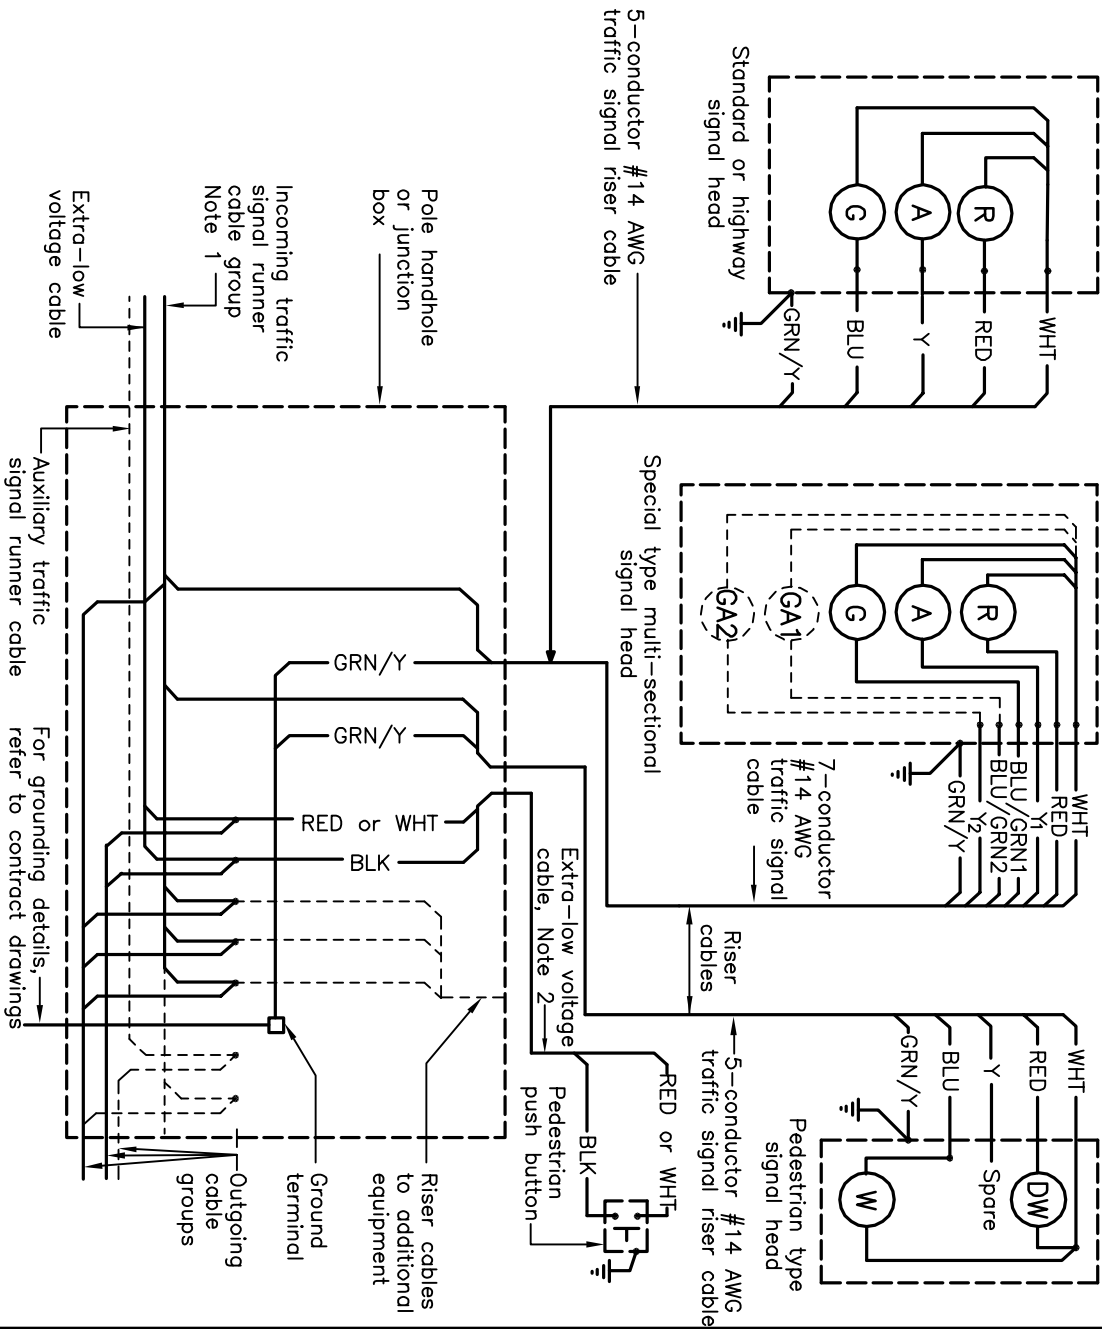 Standard or highway
signal head
G
A
R
WHT
RED
Y
BLU
GRN/Y
5-conductor #14 AWG
traffic signal riser cable
Special type multi-sectional
signal head
R
A
G
GA1
GA2
WHT
RED
Y1
BLU/GRN1
BLU/GRN2
Y2
GRN/Y
7-conductor
#14 AWG
traffic signal
cable
Riser
cables
5-conductor #14 AWG
traffic signal riser cable
Pedestrian type
signal head
DW
W
WHT
RED
Y
Spare
BLU
GRN/Y
Pole handhole
or junction
box
Incoming traffic
signal runner
cable group
Note 1
Extra-low
voltage cable
Auxiliary traffic
signal runner cable
For grounding details,
refer to contract drawings
GRN/Y
GRN/Y
RED or WHT
BLK
Extra-low voltage
cable, Note 2
RED or WHT
BLK
Pedestrian
push button
Riser cables
to additional
equipment
Ground
terminal
Outgoing
cable
groups